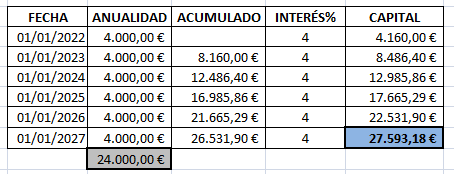 FECHA ANUALIDAD ACUMULADO INTERÉS% CAPITAL
01/01/2022 4.000,00 € 4 4.160,00 €
01/01/2023 4.000,00 € 8.160,00 € 4 8.486,40 €
01/01/2024 4.000,00 € 12.486,40 € 4 12.985,86 €
01/01/2025 4.000,00 € 16.985,86 € 4 17.665,29 €
01/01/2026 4.000,00 € 21.665,29 € 4 22.531,90 €
01/01/2027 4.000,00 € 26.531,90 € 4 27.593,18 €
24.000,00 €